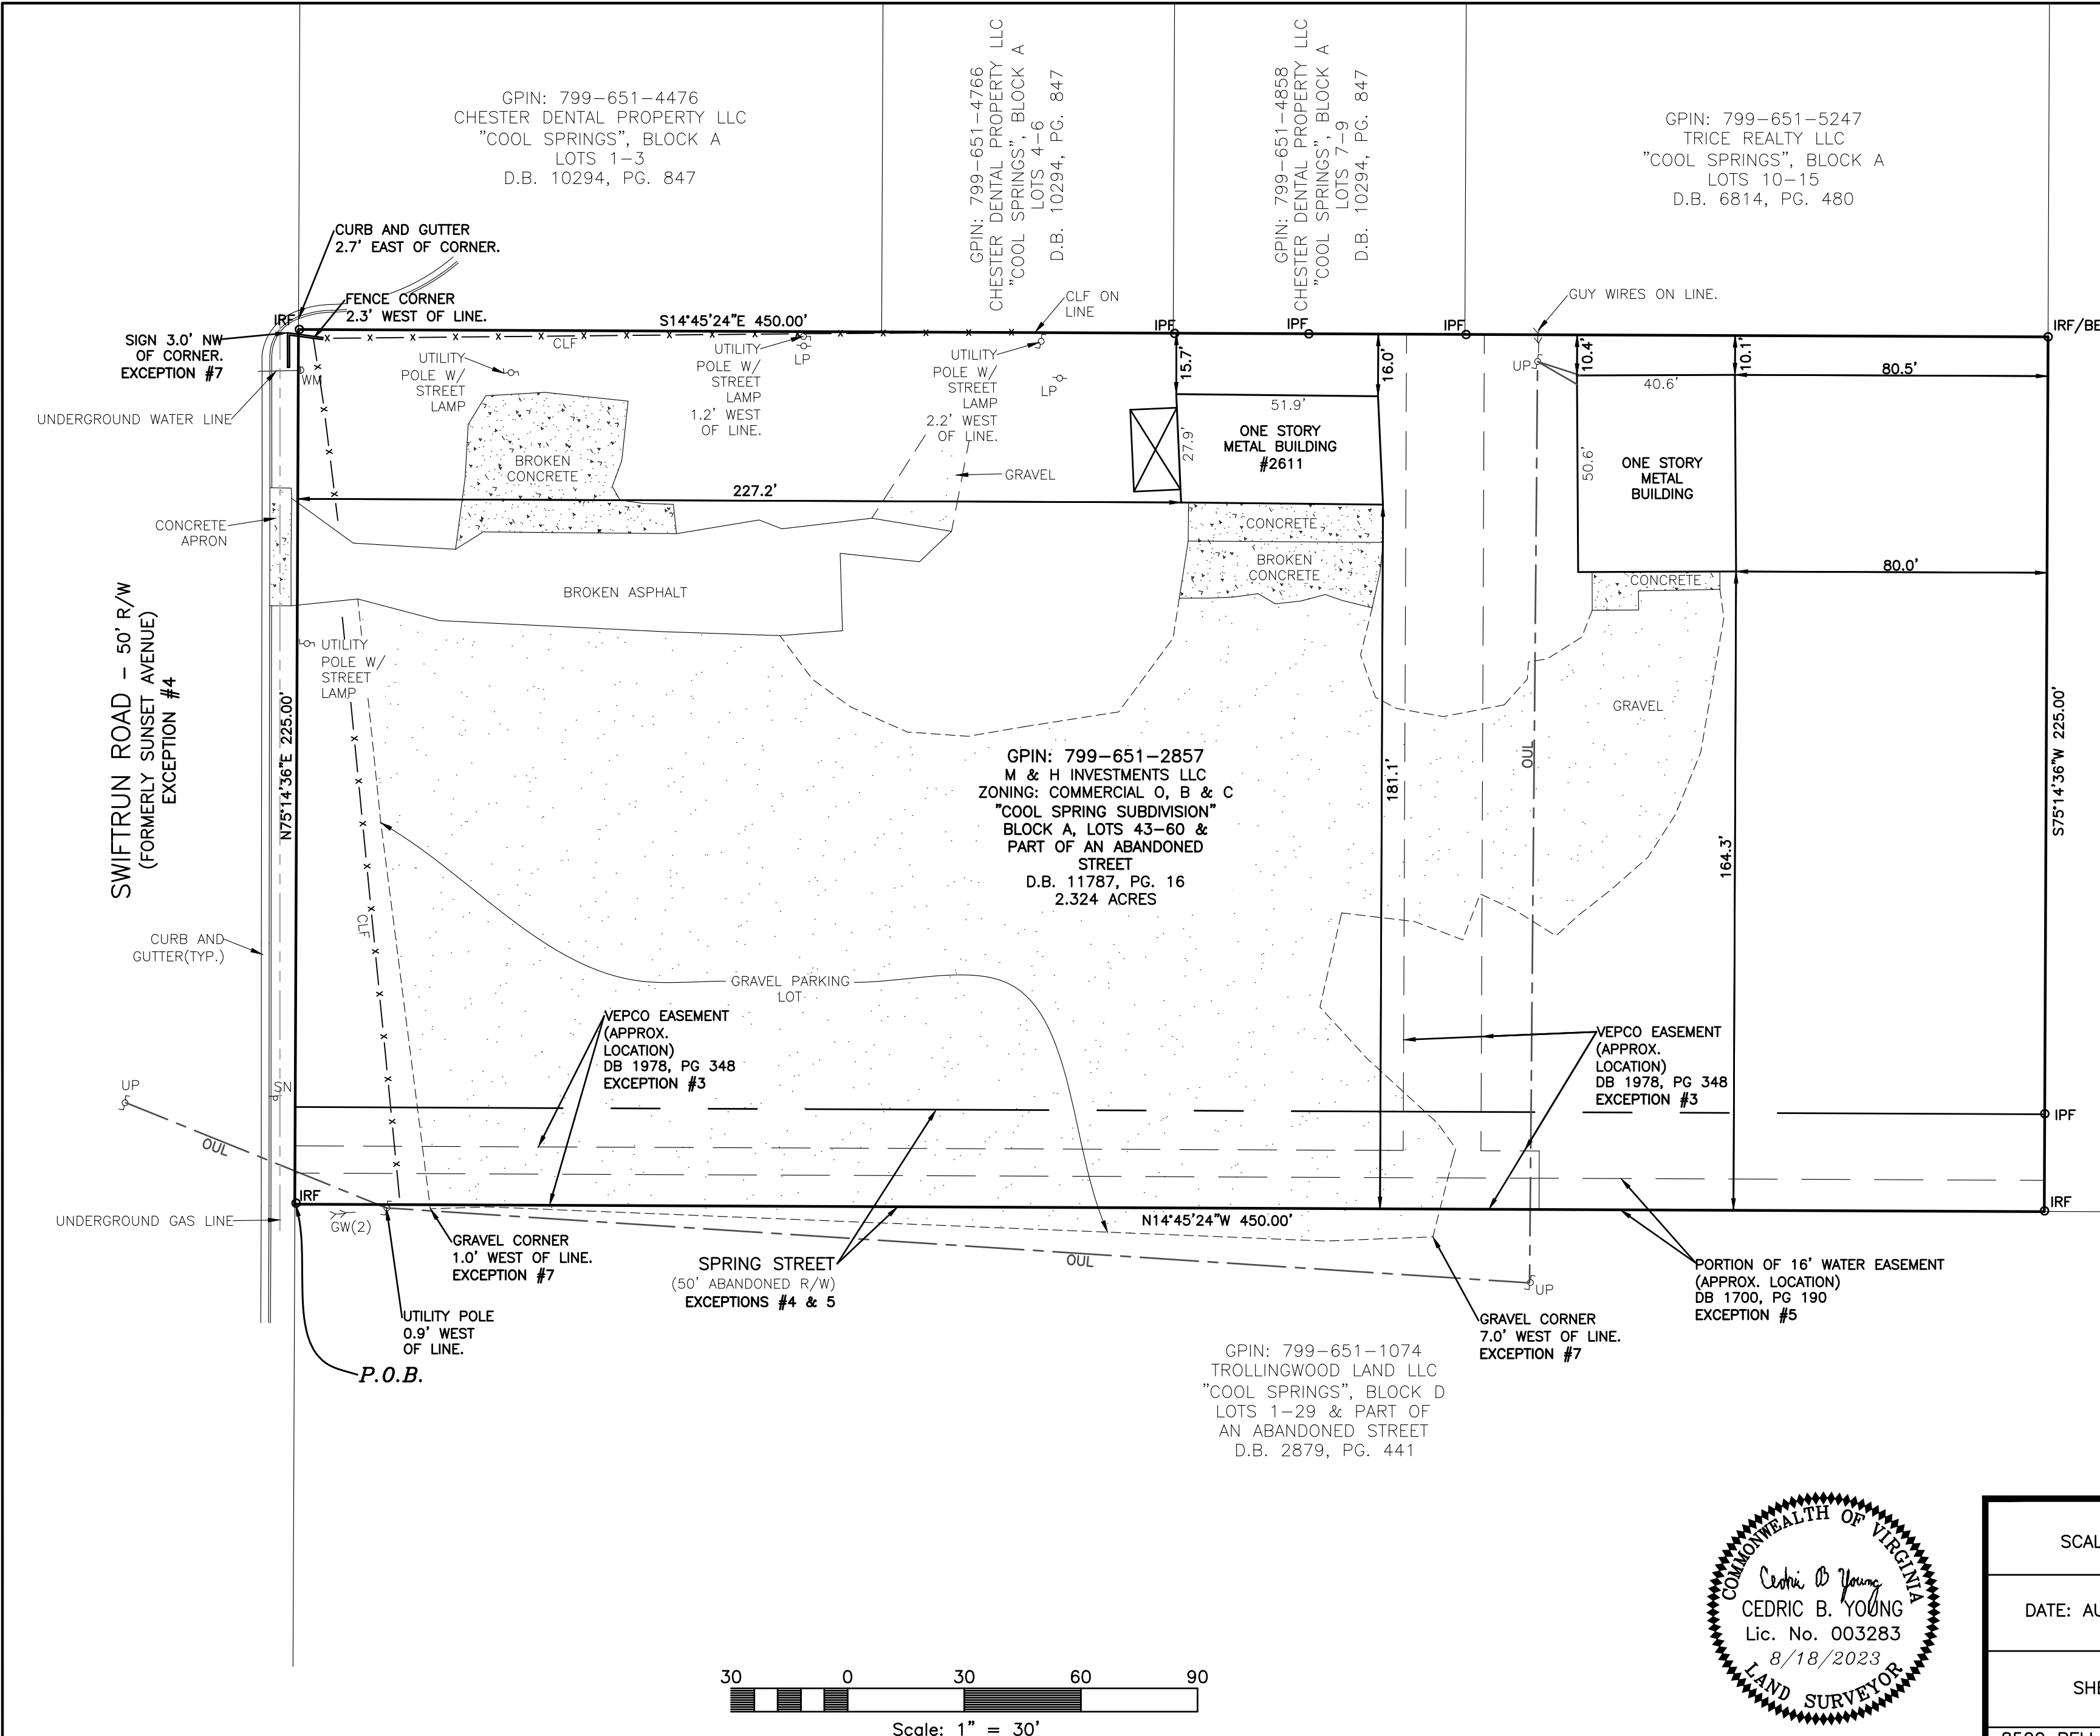 GPIN: 799-651-4476
CHESTER DENTAL PROPERTY LLC
"COOL SPRINGS", BLOCK A
LOTS 1-3
D.B. 10294, PG. 847
GPIN: 799-651-4766
CHESTER DENTAL PROPERTY LLC
"COOL SPRINGS", BLOCK A
LOTS 4-6
D.B. 10294, PG. 847
GPIN: 799-651-4858
CHESTER DENTAL PROPERTY LLC
"COOL SPRINGS", BLOCK A
LOTS 7-9
D.B. 10294, PG. 847
GPIN: 799-651-5247
TRICE REALTY LLC
"COOL SPRINGS", BLOCK A
LOTS 10-15
D.B. 6814, PG. 480
CURB AND GUTTER
2.7' EAST OF CORNER.
FENCE CORNER
2.3' WEST OF LINE.
IRF
SIGN 3.0' NW
OF CORNER.
EXCEPTION #7
S14°45'24"E 450.00'
CLF ON
LINE
IPF
IPF
IPF
GUY WIRES ON LINE.
IRF/BE
CLF
WM
UNDERGROUND WATER LINE
UTILITY
POLE W/
STREET
LAMP
UTILITY
POLE W/
STREET
LAMP
1.2' WEST
OF LINE.
LP
UTILITY
POLE W/
STREET
LAMP
2.2' WEST
OF LINE.
LP
15.7'
16.0'
UP
10.4'
10.1'
80.5'
40.6'
51.9'
27.9'
ONE STORY
METAL BUILDING
#2611
50.6'
ONE STORY
METAL
BUILDING
BROKEN
CONCRETE
GRAVEL
227.2'
CONCRETE
APRON
CONCRETE
BROKEN
CONCRETE
80.0'
CONCRETE
BROKEN ASPHALT
SWIFTRUN ROAD - 50' R/W
(FORMERLY SUNSET AVENUE)
EXCEPTION #4
UTILITY
POLE W/
STREET
LAMP
N75°14'36"E 225.00'
GRAVEL
S75°14'36"W 225.00'
OUL
181.1'
164.3'
GPIN: 799-651-2857
M & H INVESTMENTS LLC
ZONING: COMMERCIAL O, B & C
"COOL SPRING SUBDIVISION"
BLOCK A, LOTS 43-60 &
PART OF AN ABANDONED
STREET
D.B. 11787, PG. 16
2.324 ACRES
CLF
CURB AND
GUTTER(TYP.)
GRAVEL PARKING
LOT
VEPCO EASEMENT
(APPROX.
LOCATION)
DB 1978, PG 348
EXCEPTION #3
VEPCO EASEMENT
(APPROX.
LOCATION)
DB 1978, PG 348
EXCEPTION #3
UP
SN
IPF
OUL
IRF
IRF
UNDERGROUND GAS LINE
GW(2)
N14°45'24"W 450.00'
GRAVEL CORNER
1.0' WEST OF LINE.
EXCEPTION #7
OUL
SPRING STREET
(50' ABANDONED R/W)
EXCEPTIONS #4 & 5
UP
PORTION OF 16' WATER EASEMENT
(APPROX. LOCATION)
DB 1700, PG 190
EXCEPTION #5
UTILITY POLE
0.9' WEST
OF LINE.
GRAVEL CORNER
7.0' WEST OF LINE.
EXCEPTION #7
P.O.B.
GPIN: 799-651-1074
TROLLINGWOOD LAND LLC
"COOL SPRINGS", BLOCK D
LOTS 1-29 & PART OF
AN ABANDONED STREET
D.B. 2879, PG. 441
COMMONWEALTH OF VIRGINIA
Cedric B Young
CEDRIC B. YOUNG
Lic. No. 003283
8/18/2023
LAND SURVEYOR
SCAL
DATE: AU
SHE
30 0 30 60 90
Scale: 1" = 30'